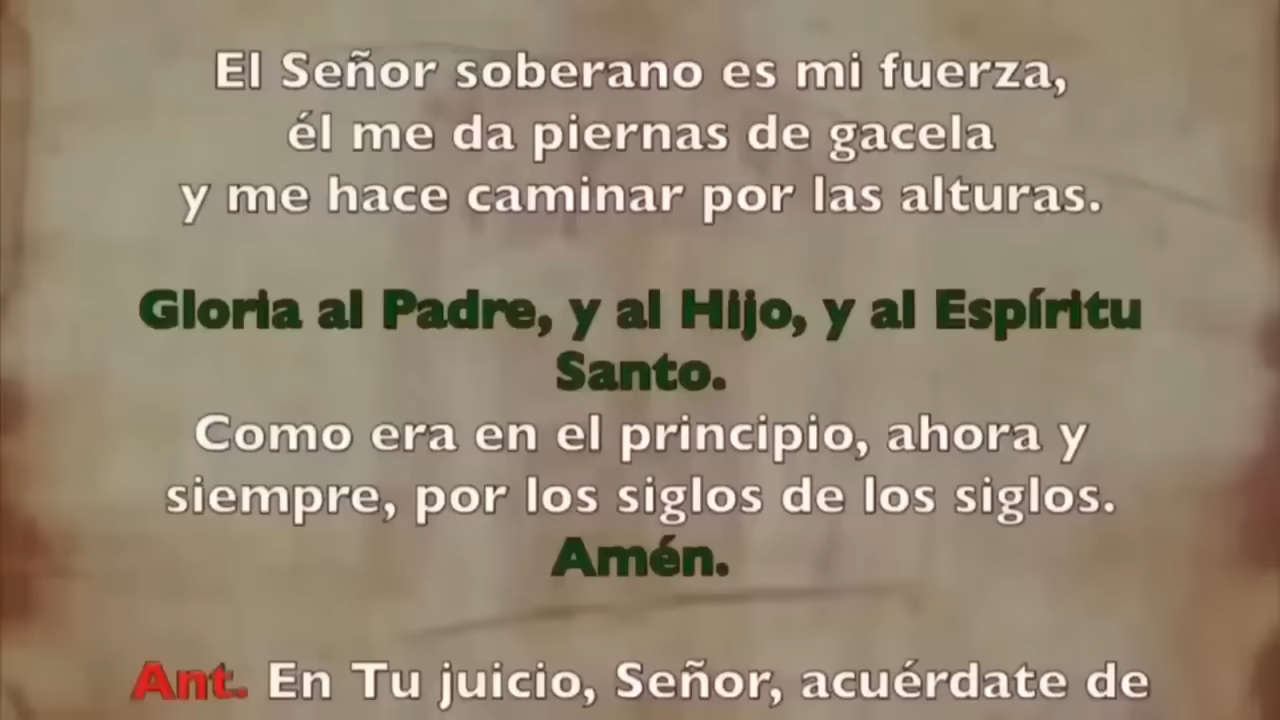 El Señor soberano es mi fuerza,
él me da piernas de gacela
y me hace caminar por las alturas.
Gloria al Padre, y al Hijo, y al Espíritu
Santo.
Como era en el principio, ahora y
siempre, por los siglos de los siglos.
Amén.
Ant. En Tu juicio, Señor, acuérdate de